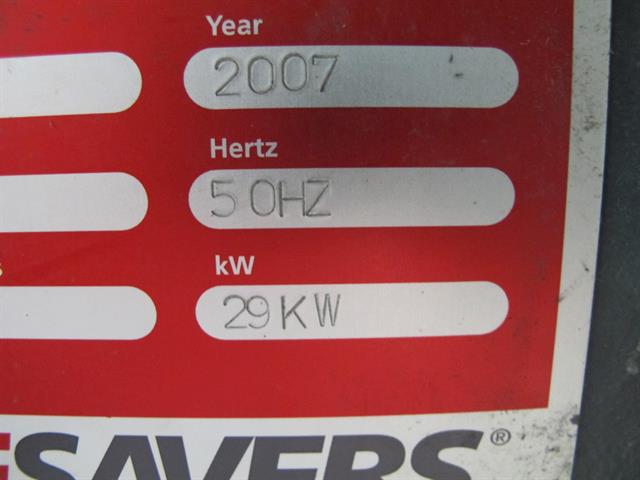 Year
2007
Hertz
50HZ
kW
29KW
SAVERS®